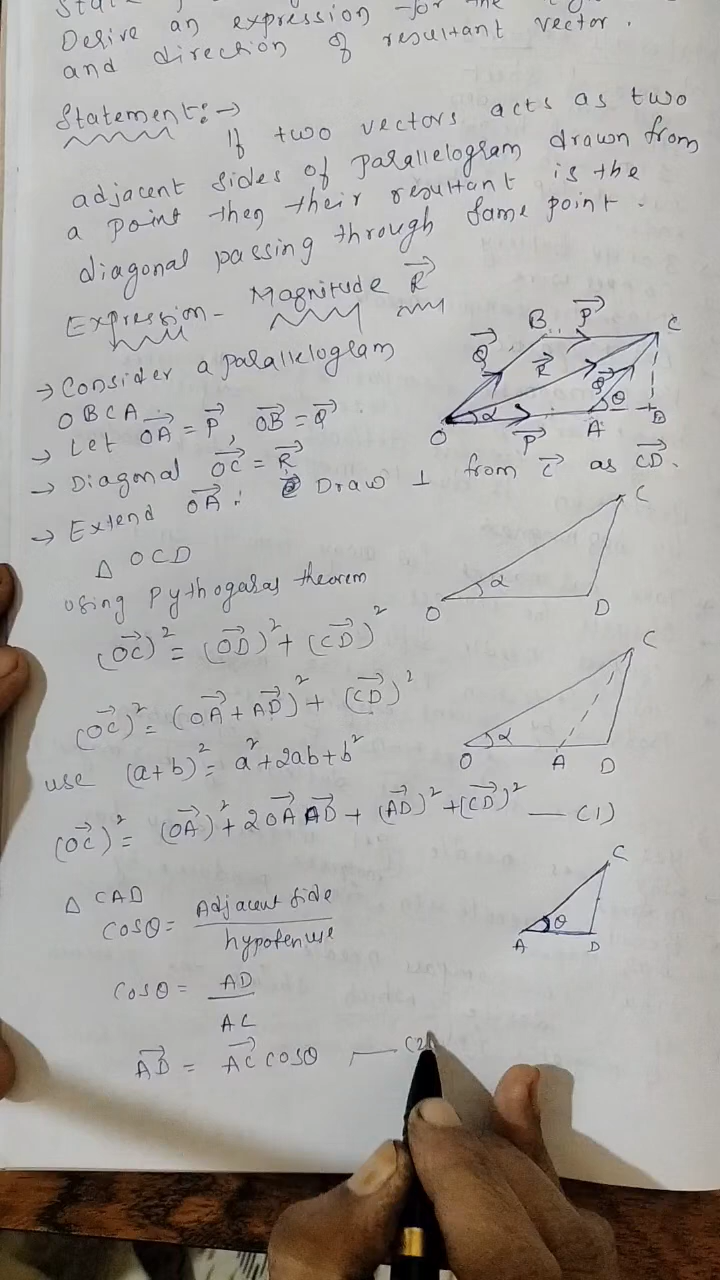 State
for the
Derive an expression
and direction of resultant vector.
Statement:→
If two vectors acts as two
adjacent sides of parallelogram drawn from
a point then their resultant is the
diagonal passing through same point.
Expression- Magnitude R⃗
→ Consider a parallelogram
OBCA.
→ Let OA⃗ = P⃗, OB⃗ = Q⃗
→ Diagonal OC⃗ = R⃗
→ Extend OA⃗. Draw ⊥ from C⃗ as CD⃗.
B P⃗ C
Q⃗ R⃗ Q⃗ θ
O α P⃗ A D
Δ OCD
using Pythogaras theorem
(OC⃗)² = (OD⃗)² + (CD⃗)²
C
α
O D
(OC⃗)² = (OA⃗ + AD⃗)² + (CD⃗)²
use (a+b)² = a² + 2ab + b²
C
α
O A D
(OC⃗)² = (OA⃗)² + 2OA⃗ AD⃗ + (AD⃗)² + (CD⃗)² — (1)
Δ CAD
Cosθ = Adjacent side
hypotenuse
C
θ
A D
Cosθ = AD
AC
AD⃗ = AC⃗ cosθ — (2)